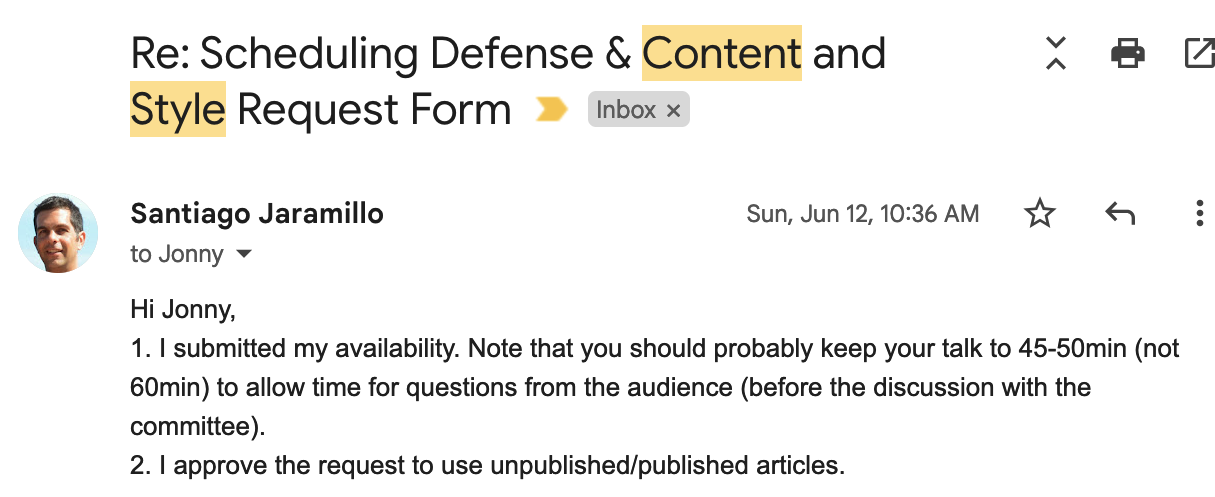 Re: Scheduling Defense & Content and
Style Request Form Inbox ×
Santiago Jaramillo Sun, Jun 12, 10:36 AM
to Jonny
Hi Jonny,
1. I submitted my availability. Note that you should probably keep your talk to 45-50min (not
60min) to allow time for questions from the audience (before the discussion with the
committee).
2. I approve the request to use unpublished/published articles.